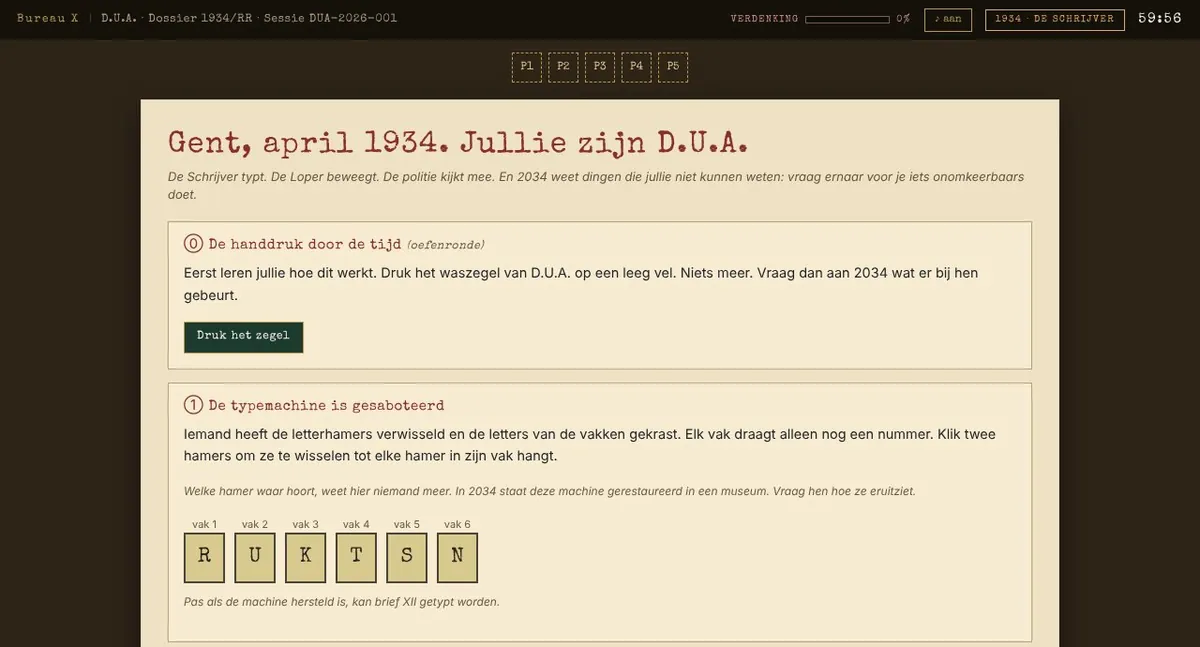 Bureau X | D.U.A. · Dossier 1934/RR · Sessie DUA-2026-001 VERDENKING 0% ♪ aan 1934 · DE SCHRIJVER 59:56
P1 P2 P3 P4 P5
Gent, april 1934. Jullie zijn D.U.A.
De Schrijver typt. De Loper beweegt. De politie kijkt mee. En 2034 weet dingen die jullie niet kunnen weten: vraag ernaar voor je iets onomkeerbaars
doet.
⓪ De handdruk door de tijd (oefenronde)
Eerst leren jullie hoe dit werkt. Druk het waszegel van D.U.A. op een leeg vel. Niets meer. Vraag dan aan 2034 wat er bij hen
gebeurt.
Druk het zegel
① De typemachine is gesaboteerd
Iemand heeft de letterhamers verwisseld en de letters van de vakken gekrast. Elk vak draagt alleen nog een nummer. Klik twee
hamers om ze te wisselen tot elke hamer in zijn vak hangt.
Welke hamer waar hoort, weet hier niemand meer. In 2034 staat deze machine gerestaureerd in een museum. Vraag hen hoe ze eruitziet.
vak 1 vak 2 vak 3 vak 4 vak 5 vak 6
R U K T S N
Pas als de machine hersteld is, kan brief XII getypt worden.